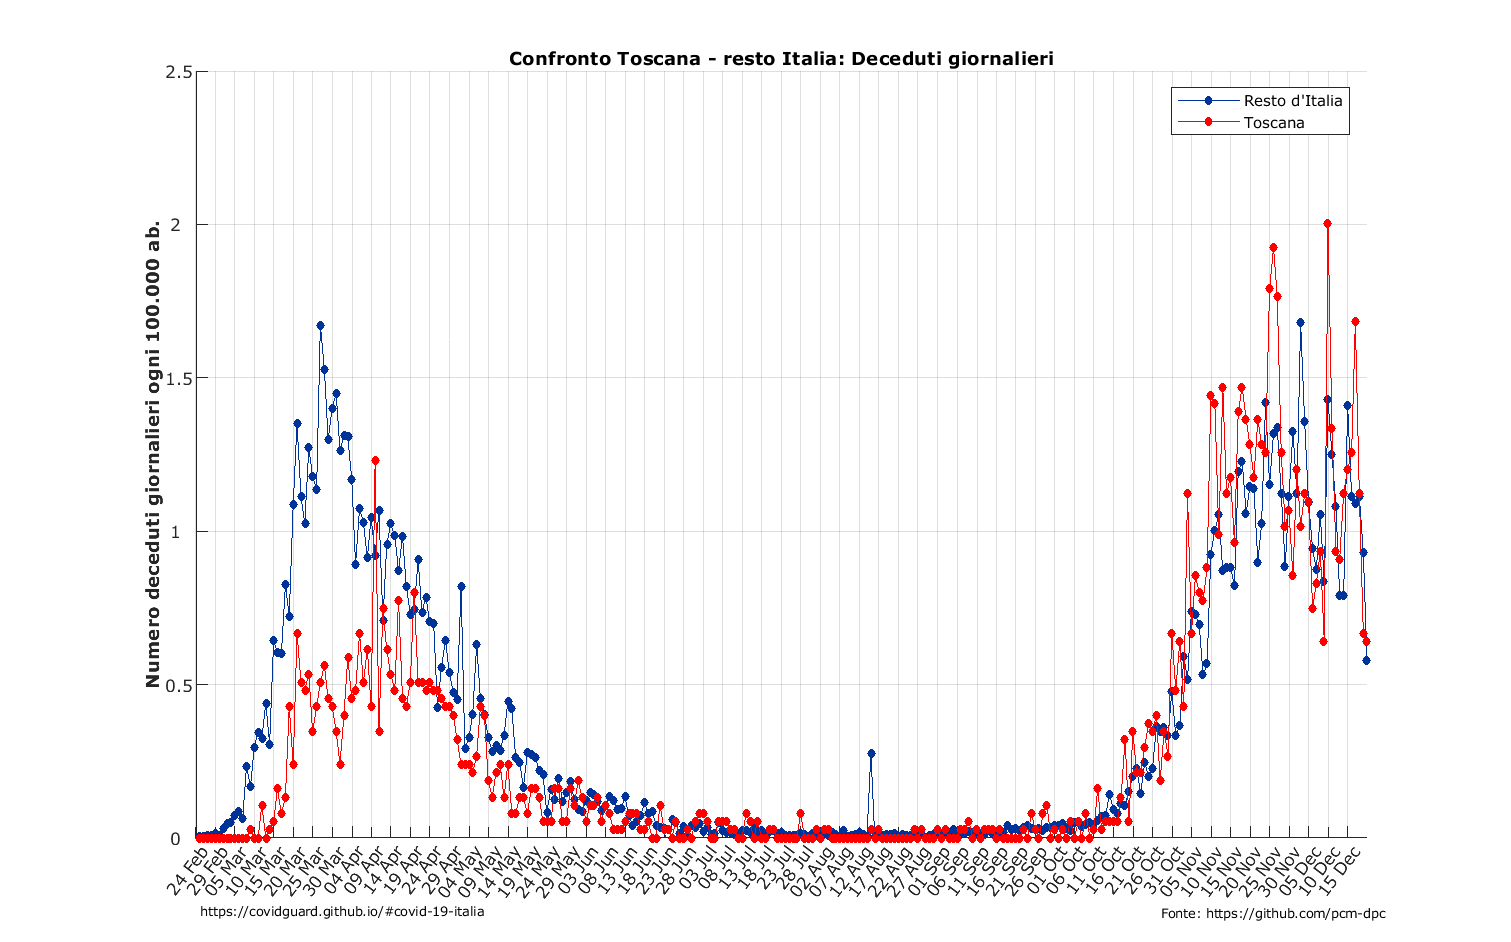 Confronto Toscana - resto Italia: Deceduti giornalieri
Resto d'Italia
Toscana
Numero deceduti giornalieri ogni 100.000 ab.
2.5
2
1.5
1
0.5
0
24 Feb
29 Feb
05 Mar
10 Mar
15 Mar
20 Mar
25 Mar
30 Mar
04 Apr
09 Apr
14 Apr
19 Apr
24 Apr
29 Apr
04 May
09 May
14 May
19 May
24 May
29 May
03 Jun
08 Jun
13 Jun
18 Jun
23 Jun
28 Jun
03 Jul
08 Jul
13 Jul
18 Jul
23 Jul
28 Jul
02 Aug
07 Aug
12 Aug
17 Aug
22 Aug
27 Aug
01 Sep
06 Sep
11 Sep
16 Sep
21 Sep
26 Sep
01 Oct
06 Oct
11 Oct
16 Oct
21 Oct
26 Oct
31 Oct
05 Nov
10 Nov
15 Nov
20 Nov
25 Nov
30 Nov
05 Dec
10 Dec
15 Dec
https://covidguard.github.io/#covid-19-italia
Fonte: https://github.com/pcm-dpc